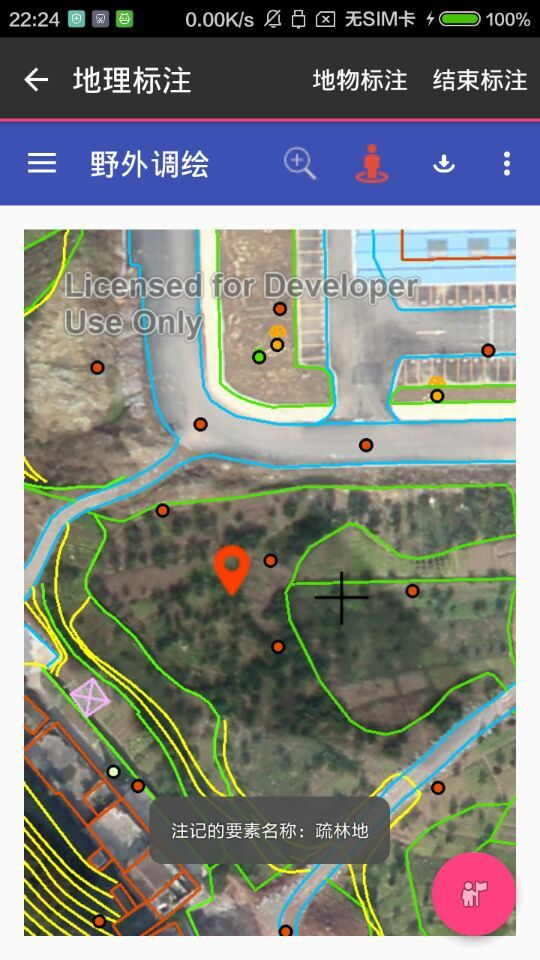 22:24 0.00K/s 无SIM卡 100%
地理标注 地物标注 结束标注
野外调绘
Licensed for Developer
Use Only
注记的要素名称：疏林地